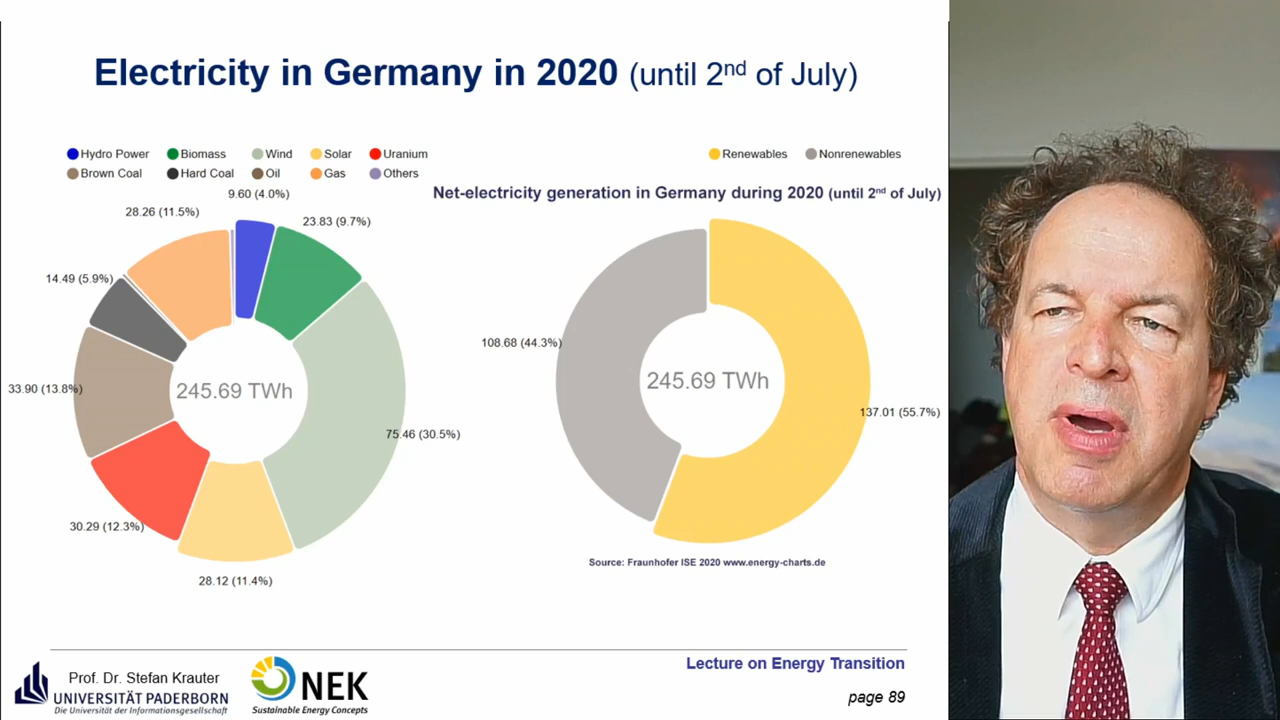 Electricity in Germany in 2020 (until 2nd of July)
Hydro Power Biomass Wind Solar Uranium
Brown Coal Hard Coal Oil Gas Others
Renewables Nonrenewables
Net-electricity generation in Germany during 2020 (until 2nd of July)
9.60 (4.0%)
28.26 (11.5%)
23.83 (9.7%)
14.49 (5.9%)
33.90 (13.8%)
245.69 TWh
75.46 (30.5%)
30.29 (12.3%)
28.12 (11.4%)
108.68 (44.3%)
245.69 TWh
137.01 (55.7%)
Source: Fraunhofer ISE 2020 www.energy-charts.de
Prof. Dr. Stefan Krauter
UNIVERSITÄT PADERBORN
Die Universität der Informationsgesellschaft
NEK
Sustainable Energy Concepts
Lecture on Energy Transition
page 89